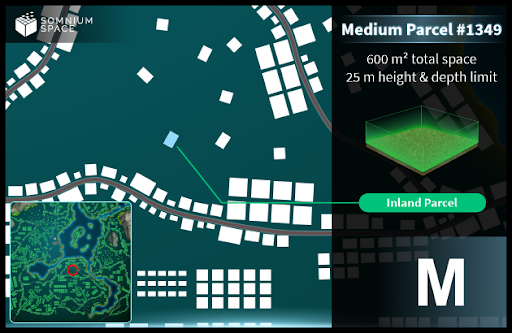 SOMNIUM
SPACE
Medium Parcel #1349
600 m² total space
25 m height & depth limit
Inland Parcel
M